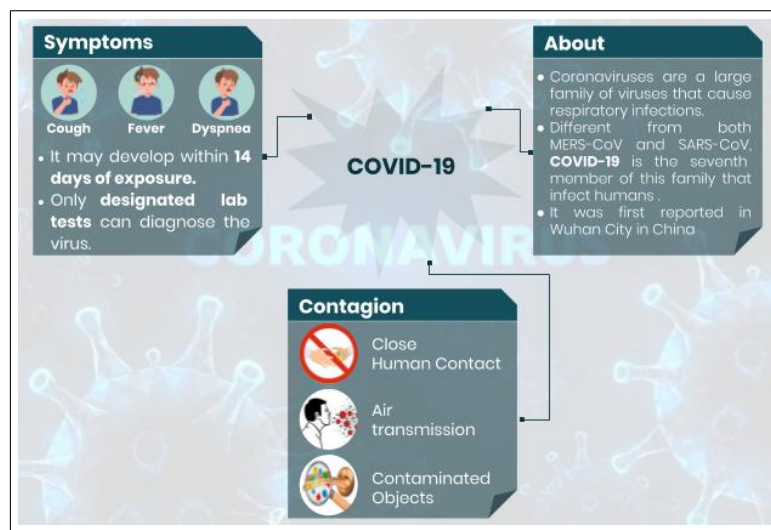 Symptoms
Cough Fever Dyspnea
• It may develop within 14
days of exposure.
• Only designated lab
tests can diagnose the
virus.
COVID-19
CORONAVIRUS
About
• Coronaviruses are a large
family of viruses that cause
respiratory infections.
• Different from both
MERS-CoV and SARS-CoV,
COVID-19 is the seventh
member of this family that
infect humans .
• It was first reported in
Wuhan City in China
Contagion
Close
Human Contact
Air
transmission
Contaminated
Objects